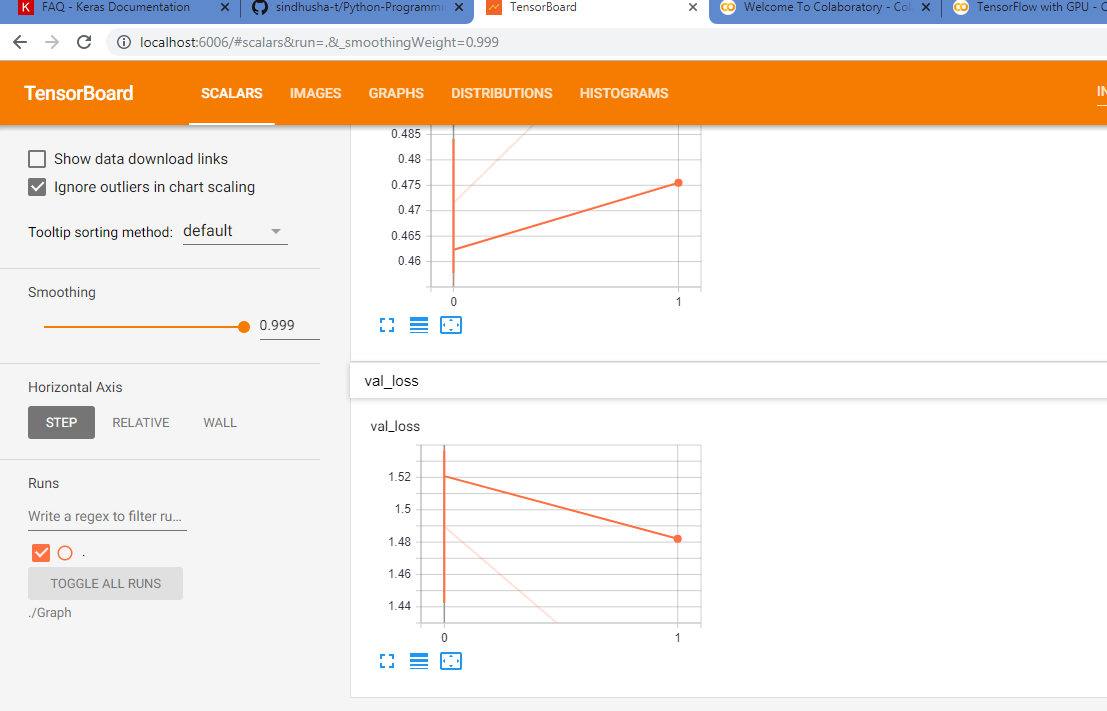 K FAQ - Keras Documentation
sindhusha-t/Python-Programmin
TensorBoard
Welcome To Colaboratory - Col
TensorFlow with GPU - C
localhost:6006/#scalars&run=.&_smoothingWeight=0.999
TensorBoard
SCALARS
IMAGES
GRAPHS
DISTRIBUTIONS
HISTOGRAMS
IN
Show data download links
Ignore outliers in chart scaling
Tooltip sorting method: default
Smoothing
0.999
Horizontal Axis
STEP
RELATIVE
WALL
Runs
Write a regex to filter ru...
.
TOGGLE ALL RUNS
./Graph
0.485
0.48
0.475
0.47
0.465
0.46
0
1
val_loss
val_loss
1.52
1.5
1.48
1.46
1.44
0
1